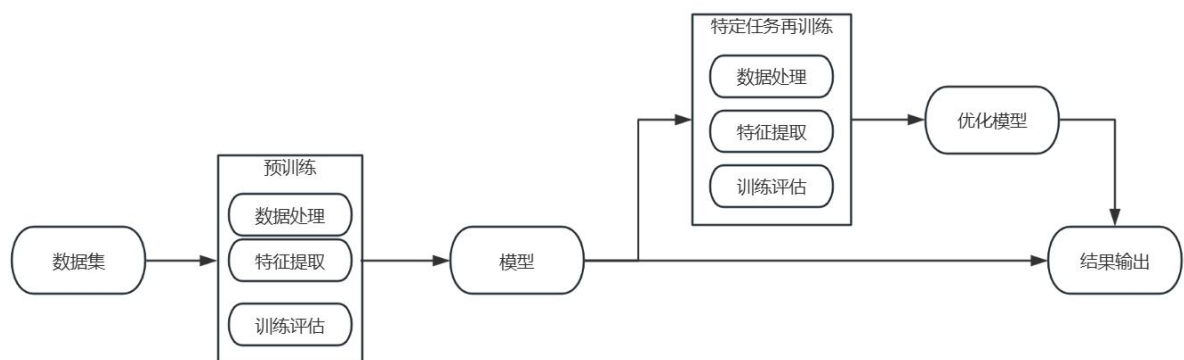 数据集
预训练
数据处理
特征提取
训练评估
模型
特定任务再训练
数据处理
特征提取
训练评估
优化模型
结果输出